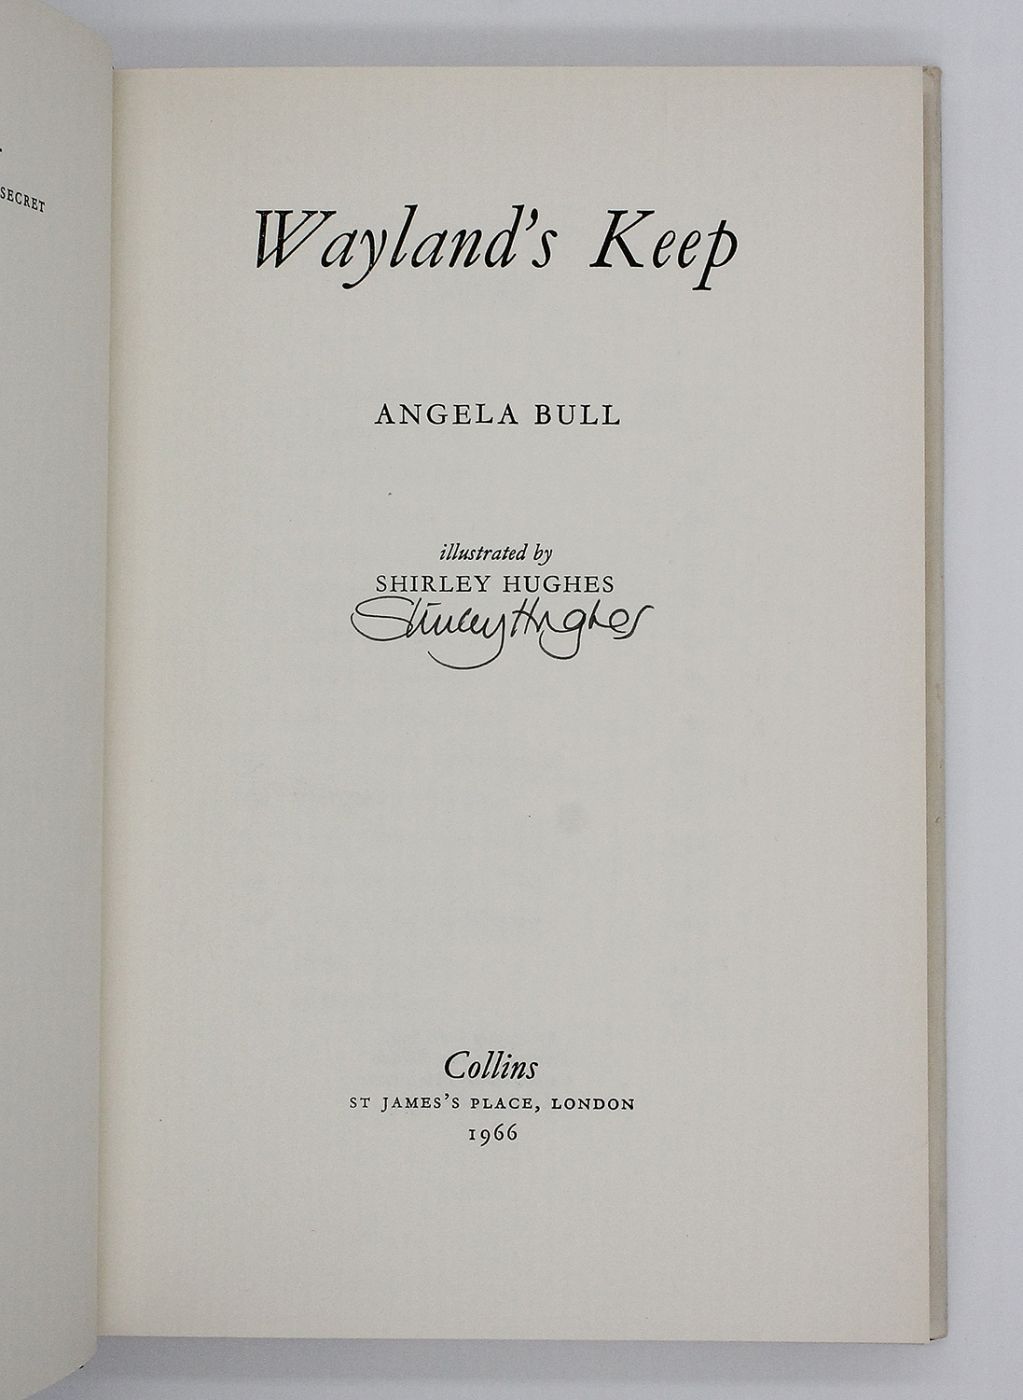 SECRET
Wayland's Keep
ANGELA BULL
illustrated by
SHIRLEY HUGHES
Shirley Hughes
Collins
ST JAMES'S PLACE, LONDON
1966